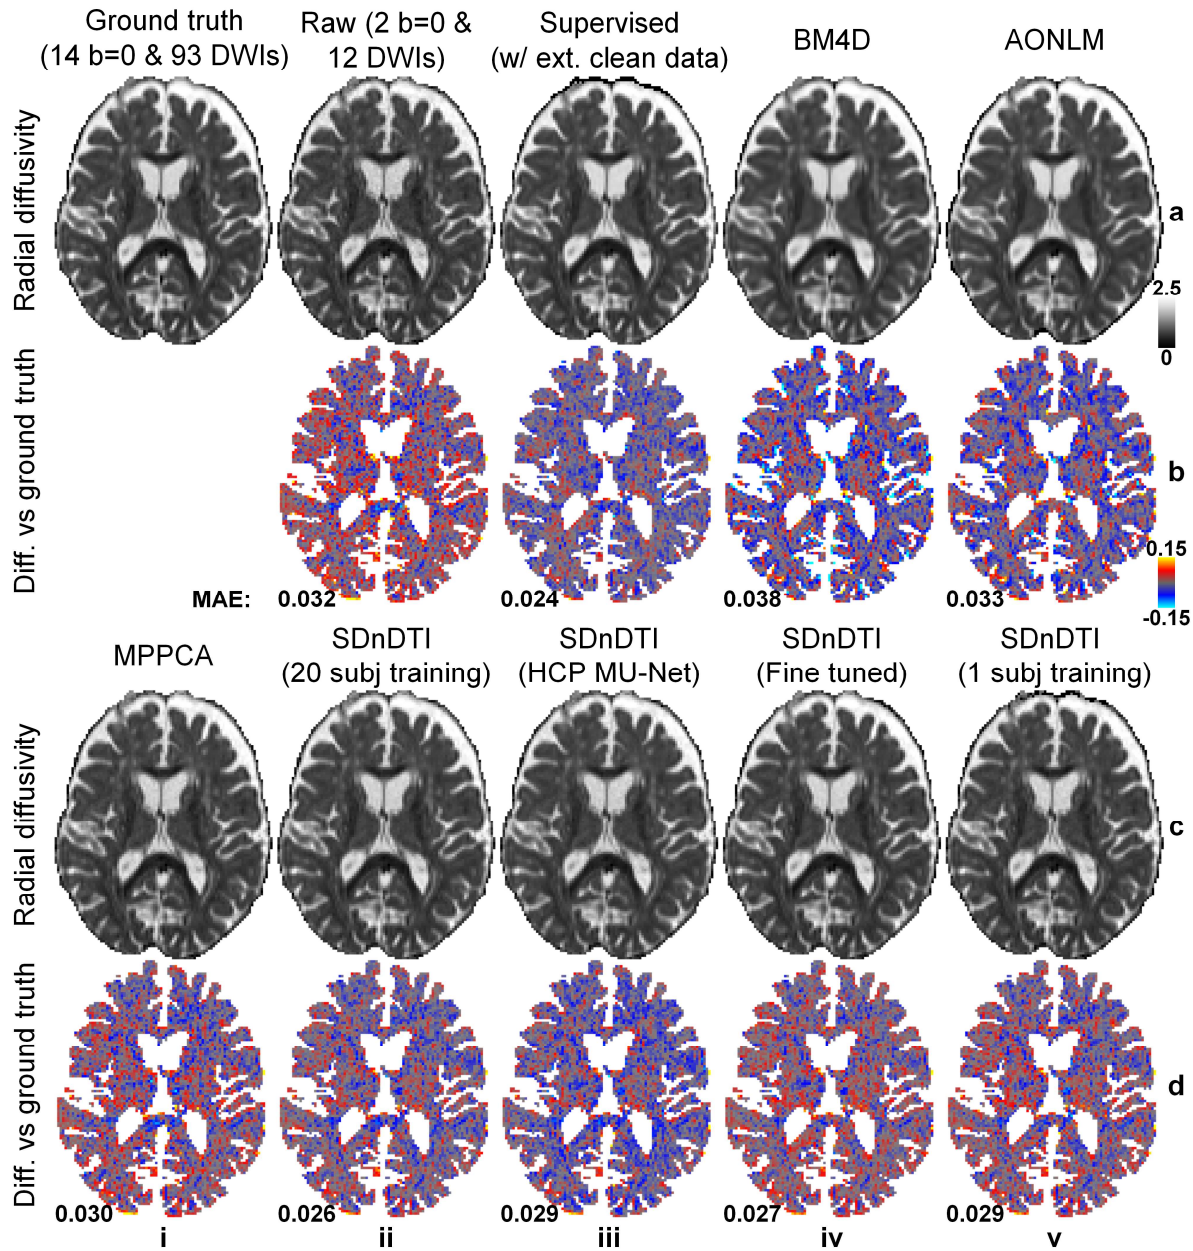 Ground truth
(14 b=0 & 93 DWIs)
Raw (2 b=0 &
12 DWIs)
Supervised
(w/ ext. clean data)
BM4D
AONLM
Radial diffusivity
a
2.5
0
Diff. vs ground truth
b
0.15
-0.15
MAE:
0.032
0.024
0.038
0.033
MPPCA
SDnDTI
(20 subj training)
SDnDTI
(HCP MU-Net)
SDnDTI
(Fine tuned)
SDnDTI
(1 subj training)
Radial diffusivity
c
Diff. vs ground truth
d
0.030
0.026
0.029
0.027
0.029
i
ii
iii
iv
v